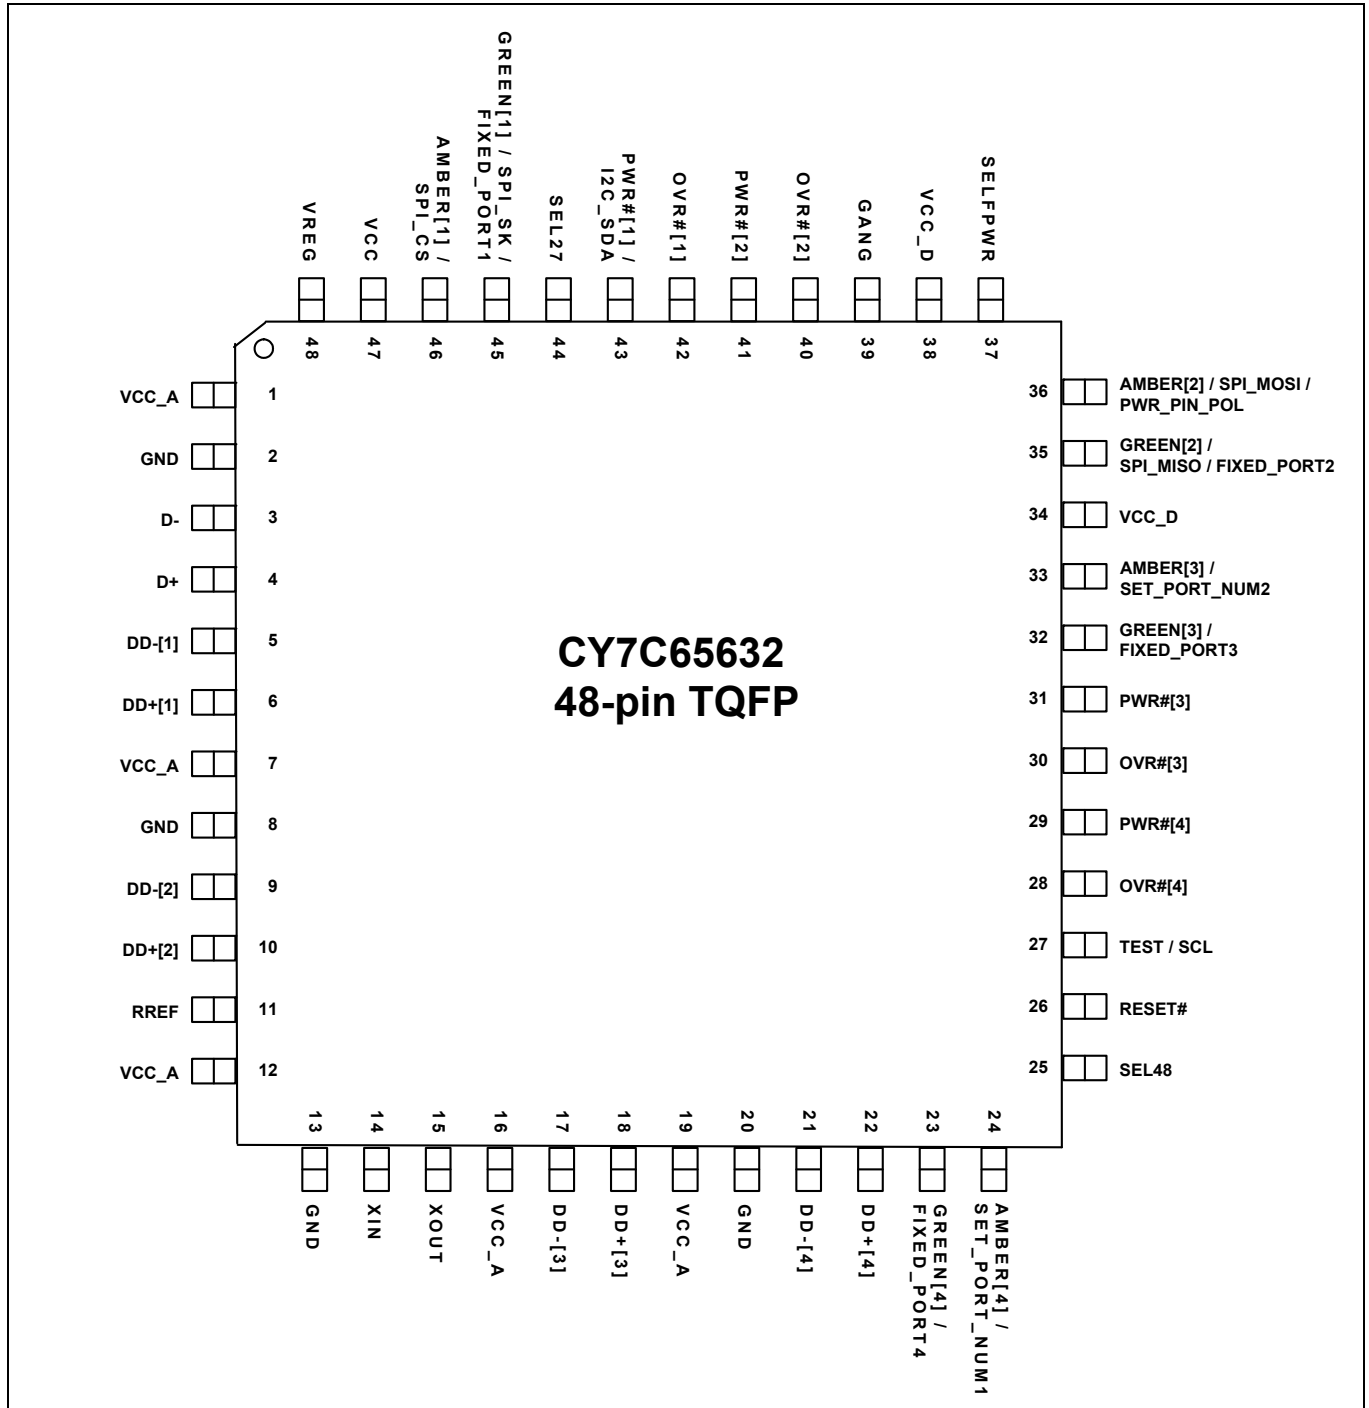 GREEN[1] / SPI_SK /
FIXED_PORT1
AMBER[1] /
SPI_CS
PWR#[1] /
I2C_SDA
VREG
VCC
SEL27
OVR#[1]
PWR#[2]
OVR#[2]
GANG
VCC_D
SELFPWR
48
47
46
45
44
43
42
41
40
39
38
37
VCC_A
1
GND
2
D-
3
D+
4
DD-[1]
5
DD+[1]
6
VCC_A
7
GND
8
DD-[2]
9
DD+[2]
10
RREF
11
VCC_A
12
CY7C65632
48-pin TQFP
36
AMBER[2] / SPI_MOSI /
PWR_PIN_POL
35
GREEN[2] /
SPI_MISO / FIXED_PORT2
34
VCC_D
33
AMBER[3] /
SET_PORT_NUM2
32
GREEN[3] /
FIXED_PORT3
31
PWR#[3]
30
OVR#[3]
29
PWR#[4]
28
OVR#[4]
27
TEST / SCL
26
RESET#
25
SEL48
13
14
15
16
17
18
19
20
21
22
23
24
GND
XIN
XOUT
VCC_A
DD-[3]
DD+[3]
VCC_A
GND
DD-[4]
DD+[4]
GREEN[4] /
FIXED_PORT4
AMBER[4] /
SET_PORT_NUM1